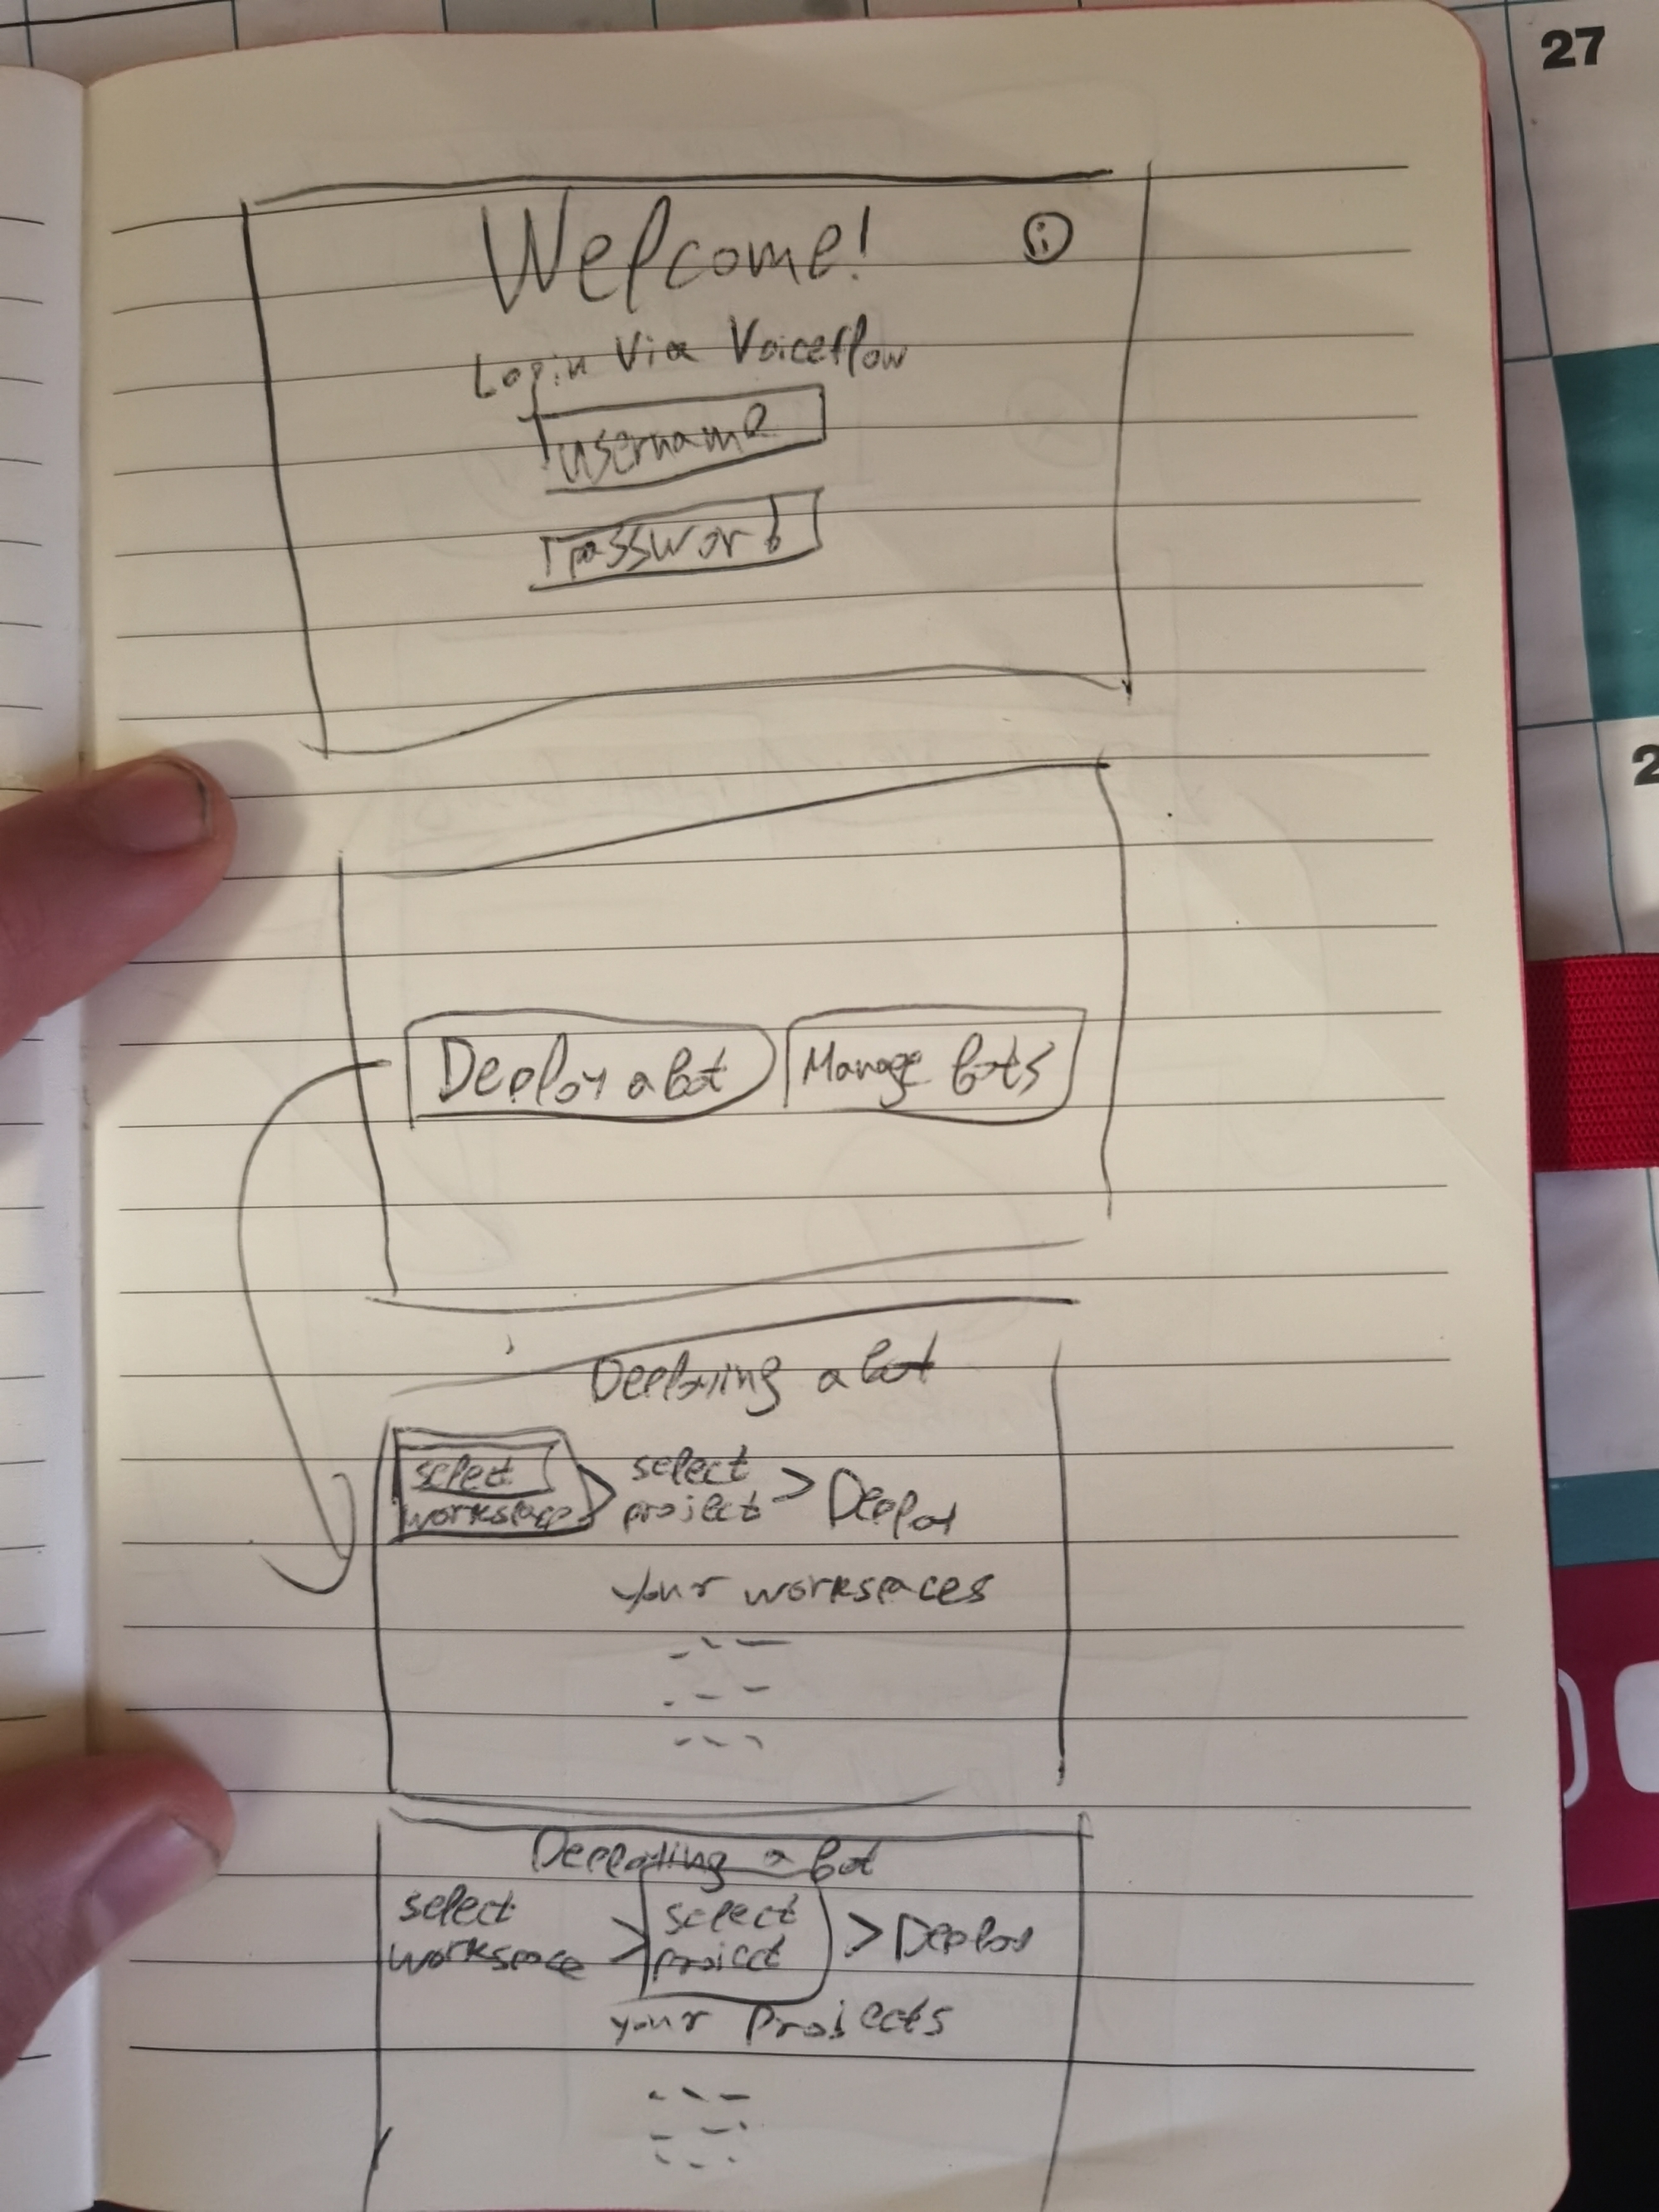 27
Welcome!
i
Login Via Voiceflow
username
password
2
Deploy a bot
Manage bots
Deploying a bot
select
workspace
>
select
project
>
Deploy
your workspaces
Deploying a bot
select
workspace
>
select
project
>
Deploy
your Projects